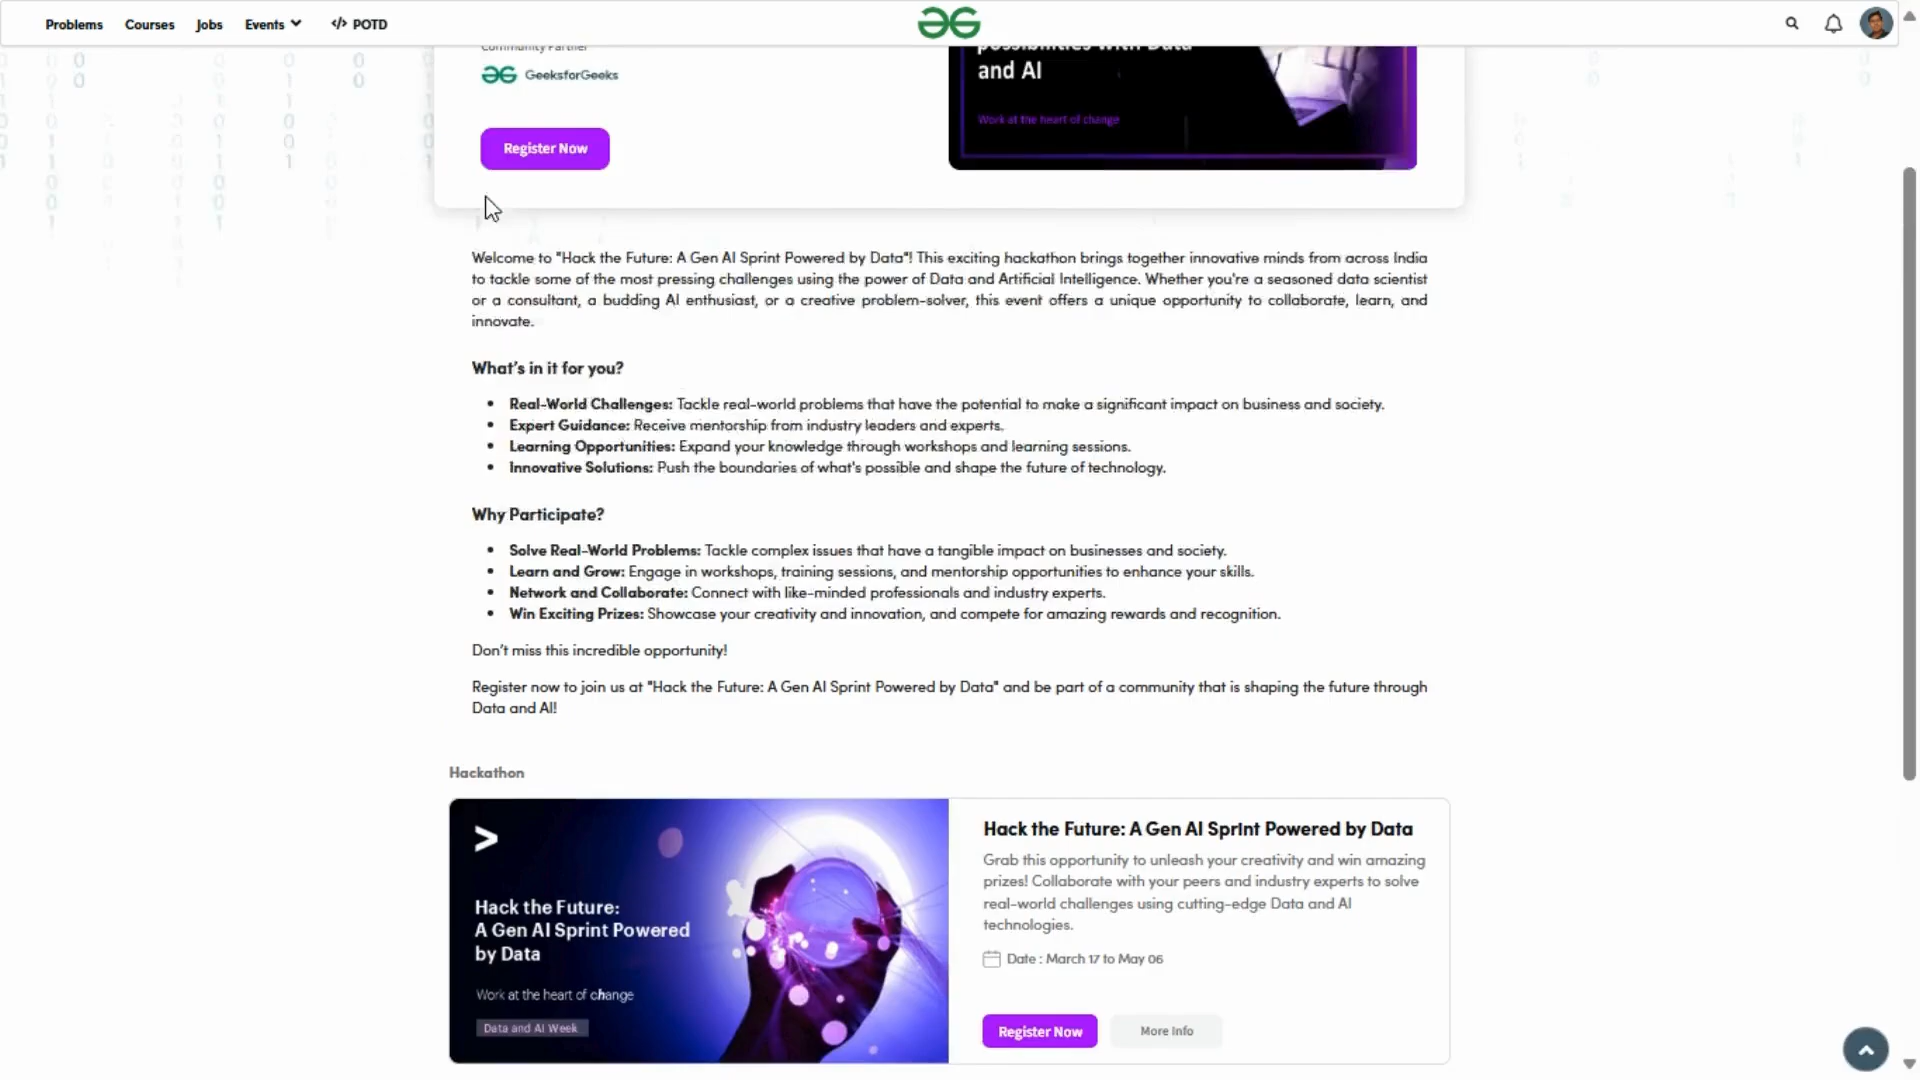 Problems Courses Jobs Events </> POTD
Community Partner
GeeksforGeeks
Register Now
possibilities with Data
and AI
Work at the heart of change
Welcome to "Hack the Future: A Gen AI Sprint Powered by Data"! This exciting hackathon brings together innovative minds from across India
to tackle some of the most pressing challenges using the power of Data and Artificial Intelligence. Whether you're a seasoned data scientist
or a consultant, a budding AI enthusiast, or a creative problem-solver, this event offers a unique opportunity to collaborate, learn, and
innovate.
What's in it for you?
• Real-World Challenges: Tackle real-world problems that have the potential to make a significant impact on business and society.
• Expert Guidance: Receive mentorship from industry leaders and experts.
• Learning Opportunities: Expand your knowledge through workshops and learning sessions.
• Innovative Solutions: Push the boundaries of what's possible and shape the future of technology.
Why Participate?
• Solve Real-World Problems: Tackle complex issues that have a tangible impact on businesses and society.
• Learn and Grow: Engage in workshops, training sessions, and mentorship opportunities to enhance your skills.
• Network and Collaborate: Connect with like-minded professionals and industry experts.
• Win Exciting Prizes: Showcase your creativity and innovation, and compete for amazing rewards and recognition.
Don't miss this incredible opportunity!
Register now to join us at "Hack the Future: A Gen AI Sprint Powered by Data" and be part of a community that is shaping the future through
Data and AI!
Hackathon
>
Hack the Future:
A Gen AI Sprint Powered
by Data
Work at the heart of change
Data and AI Week
Hack the Future: A Gen AI Sprint Powered by Data
Grab this opportunity to unleash your creativity and win amazing
prizes! Collaborate with your peers and industry experts to solve
real-world challenges using cutting-edge Data and AI
technologies.
Date : March 17 to May 06
Register Now More Info